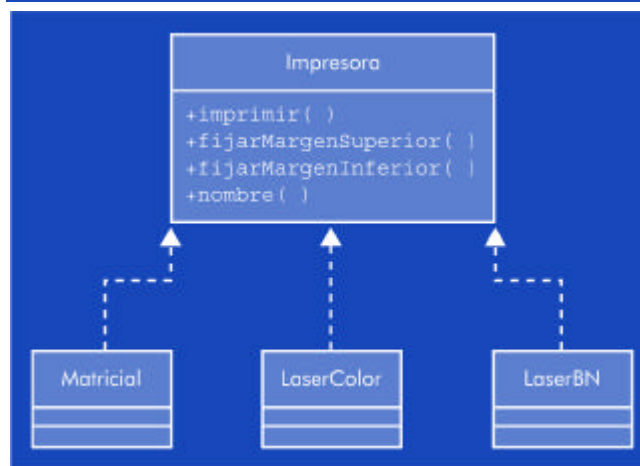 Impresora
+imprimir( )
+fijarMargenSuperior( )
+fijarMargenInferior( )
+nombre( )
Matricial
LaserColor
LaserBN